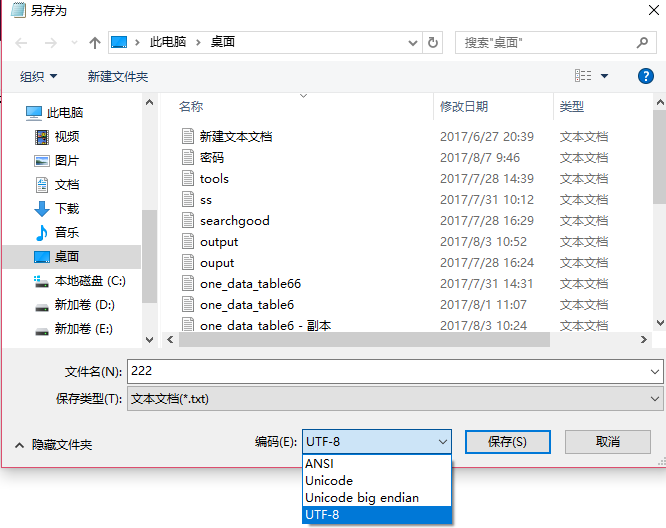 另存为
此电脑 桌面 搜索"桌面"
组织 新建文件夹
名称 修改日期 类型
此电脑
视频
图片
文档
下载
音乐
桌面
本地磁盘 (C:)
新加卷 (D:)
新加卷 (E:)
新建文本文档 2017/6/27 20:39 文本文档
密码 2017/8/7 9:46 文本文档
tools 2017/7/28 14:39 文本文档
ss 2017/7/31 10:12 文本文档
searchgood 2017/7/28 16:29 文本文档
output 2017/8/3 10:52 文本文档
ouput 2017/7/28 16:24 文本文档
one_data_table66 2017/7/31 14:31 文本文档
one_data_table6 2017/8/1 11:07 文本文档
one data table6 - 副本 2017/8/3 10:24 文本文档
文件名(N): 222
保存类型(T): 文本文档(*.txt)
隐藏文件夹 编码(E): UTF-8 保存(S) 取消
ANSI
Unicode
Unicode big endian
UTF-8